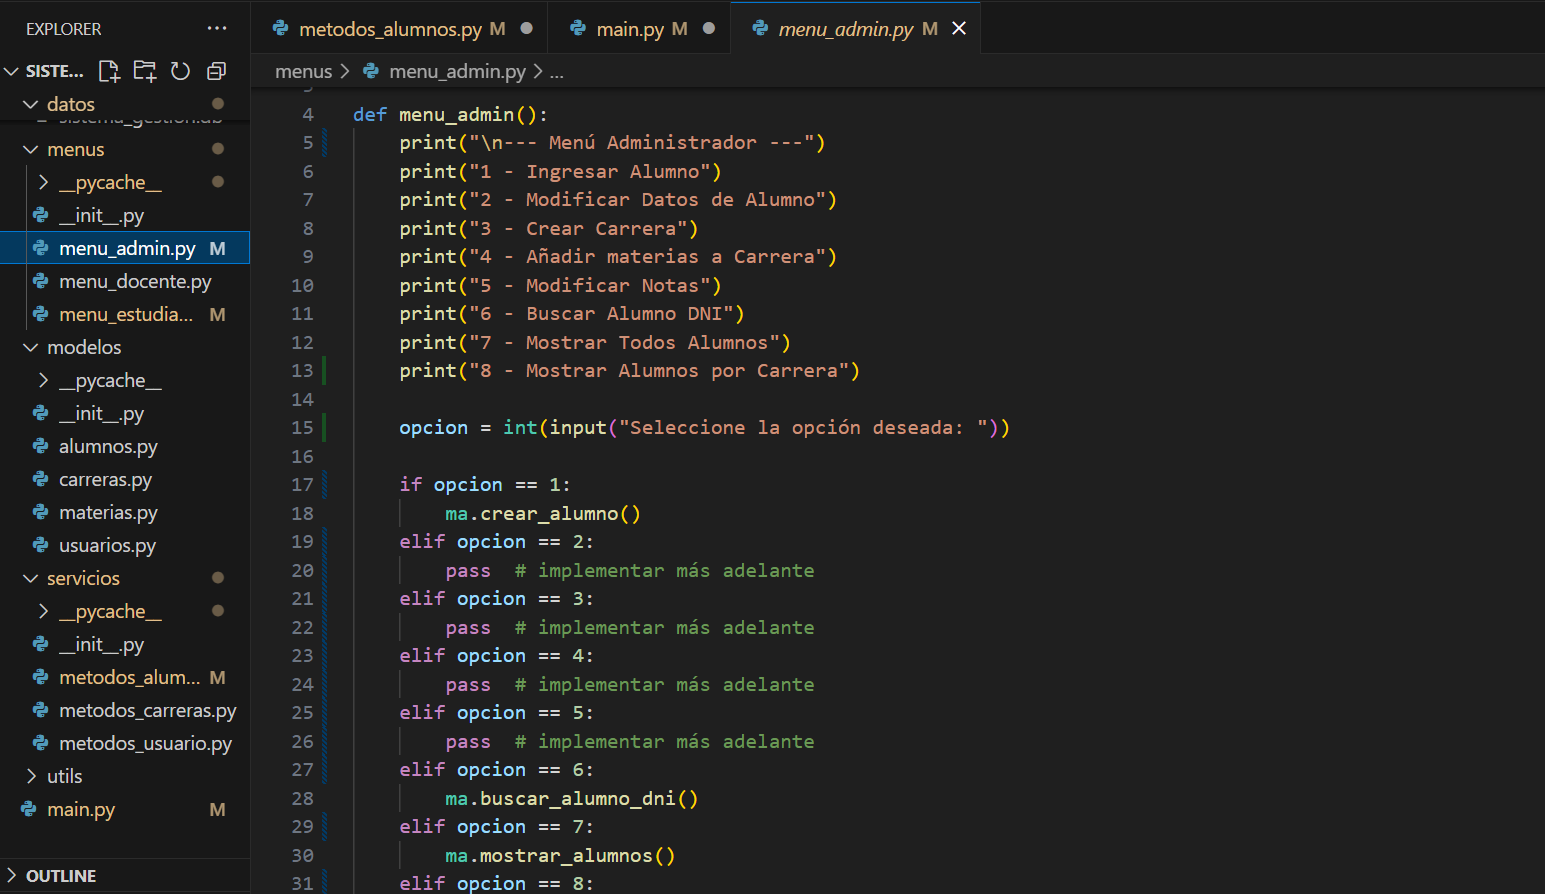 EXPLORER
···
metodos_alumnos.py M
main.py M
menu_admin.py M
SISTE...
menus > menu_admin.py > ...
datos
sistema_gestion.db
menus
__pycache__
__init__.py
menu_admin.py M
menu_docente.py
menu_estudia... M
modelos
__pycache__
__init__.py
alumnos.py
carreras.py
materias.py
usuarios.py
servicios
__pycache__
__init__.py
metodos_alum... M
metodos_carreras.py
metodos_usuario.py
utils
main.py M
OUTLINE
3
4 def menu_admin():
5 print("\n--- Menú Administrador ---")
6 print("1 - Ingresar Alumno")
7 print("2 - Modificar Datos de Alumno")
8 print("3 - Crear Carrera")
9 print("4 - Añadir materias a Carrera")
10 print("5 - Modificar Notas")
11 print("6 - Buscar Alumno DNI")
12 print("7 - Mostrar Todos Alumnos")
13 print("8 - Mostrar Alumnos por Carrera")
14
15 opcion = int(input("Seleccione la opción deseada: "))
16
17 if opcion == 1:
18 ma.crear_alumno()
19 elif opcion == 2:
20 pass # implementar más adelante
21 elif opcion == 3:
22 pass # implementar más adelante
23 elif opcion == 4:
24 pass # implementar más adelante
25 elif opcion == 5:
26 pass # implementar más adelante
27 elif opcion == 6:
28 ma.buscar_alumno_dni()
29 elif opcion == 7:
30 ma.mostrar_alumnos()
31 elif opcion == 8: